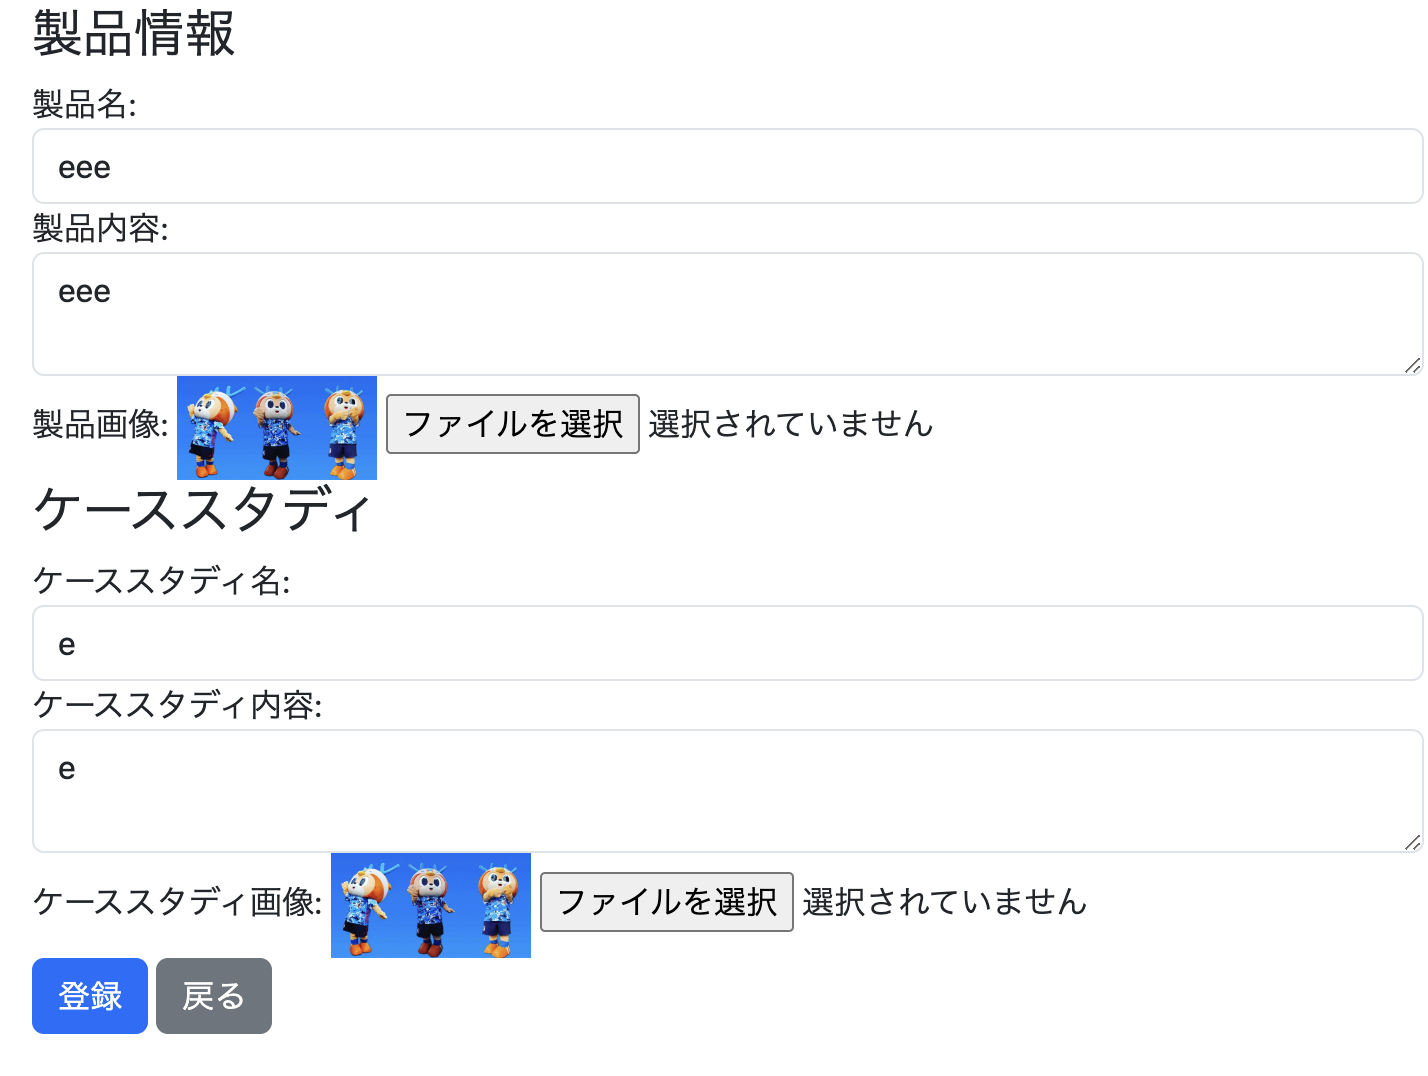 製品情報
製品名:
eee
製品内容:
eee
製品画像: ファイルを選択 選択されていません
ケーススタディ
ケーススタディ名:
e
ケーススタディ内容:
e
ケーススタディ画像: ファイルを選択 選択されていません
登録 戻る